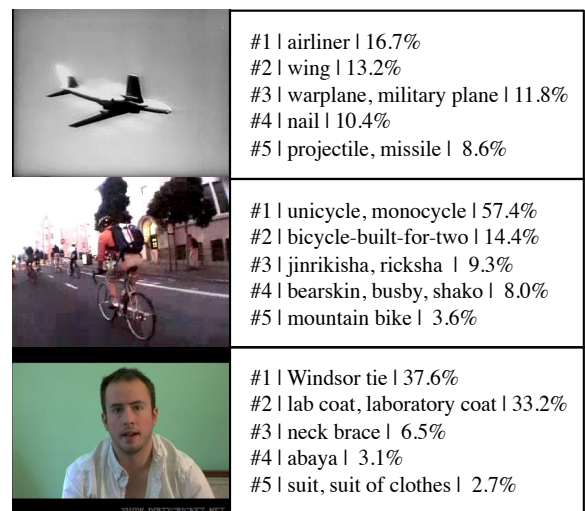 #1 | airliner | 16.7%
#2 | wing | 13.2%
#3 | warplane, military plane | 11.8%
#4 | nail | 10.4%
#5 | projectile, missile | 8.6%
#1 | unicycle, monocycle | 57.4%
#2 | bicycle-built-for-two | 14.4%
#3 | jinrikisha, ricksha | 9.3%
#4 | bearskin, busby, shako | 8.0%
#5 | mountain bike | 3.6%
#1 | Windsor tie | 37.6%
#2 | lab coat, laboratory coat | 33.2%
#3 | neck brace | 6.5%
#4 | abaya | 3.1%
#5 | suit, suit of clothes | 2.7%